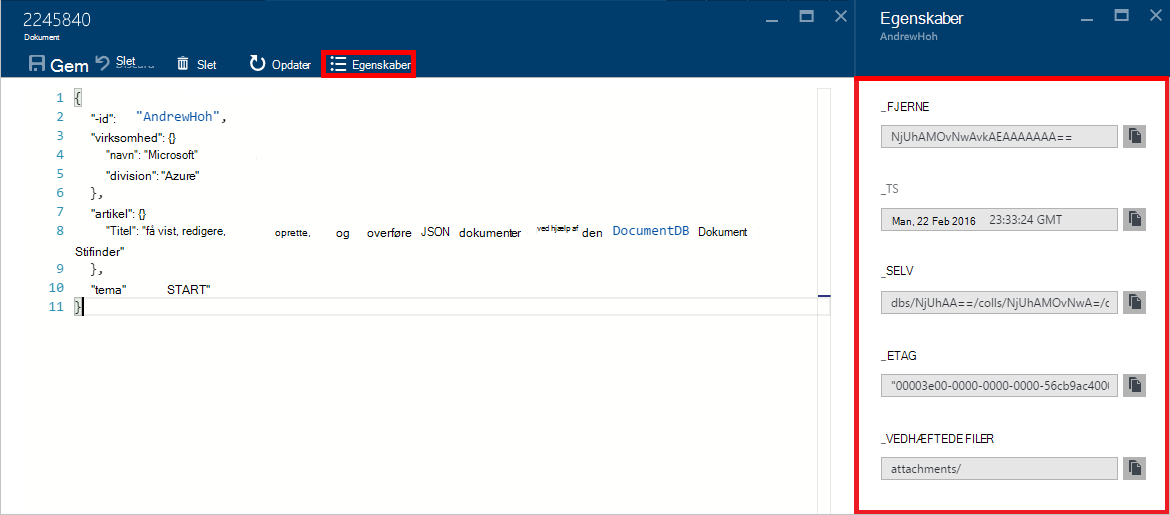 2245840
Dokument
Gem Slet Slet Opdater Egenskaber
1 {
2 "-id": "AndrewHoh",
3 "virksomhed": {}
4 "navn": "Microsoft"
5 "division": "Azure"
6 },
7 "artikel": {}
8 "Titel": "få vist, redigere, oprette, og overføre JSON dokumenter ved hjælp af den DocumentDB Dokument
Stifinder"
9 },
10 "tema" START"
11 }
Egenskaber
AndrewHoh
_FJERNE
NjUhAMOvNwAvkAEAAAAAAA==
_TS
Man, 22 Feb 2016 23:33:24 GMT
_SELV
dbs/NjUhAA==/colls/NjUhAMOvNwA=/c
_ETAG
"00003e00-0000-0000-0000-56cb9ac4000
_VEDHÆFTEDE FILER
attachments/